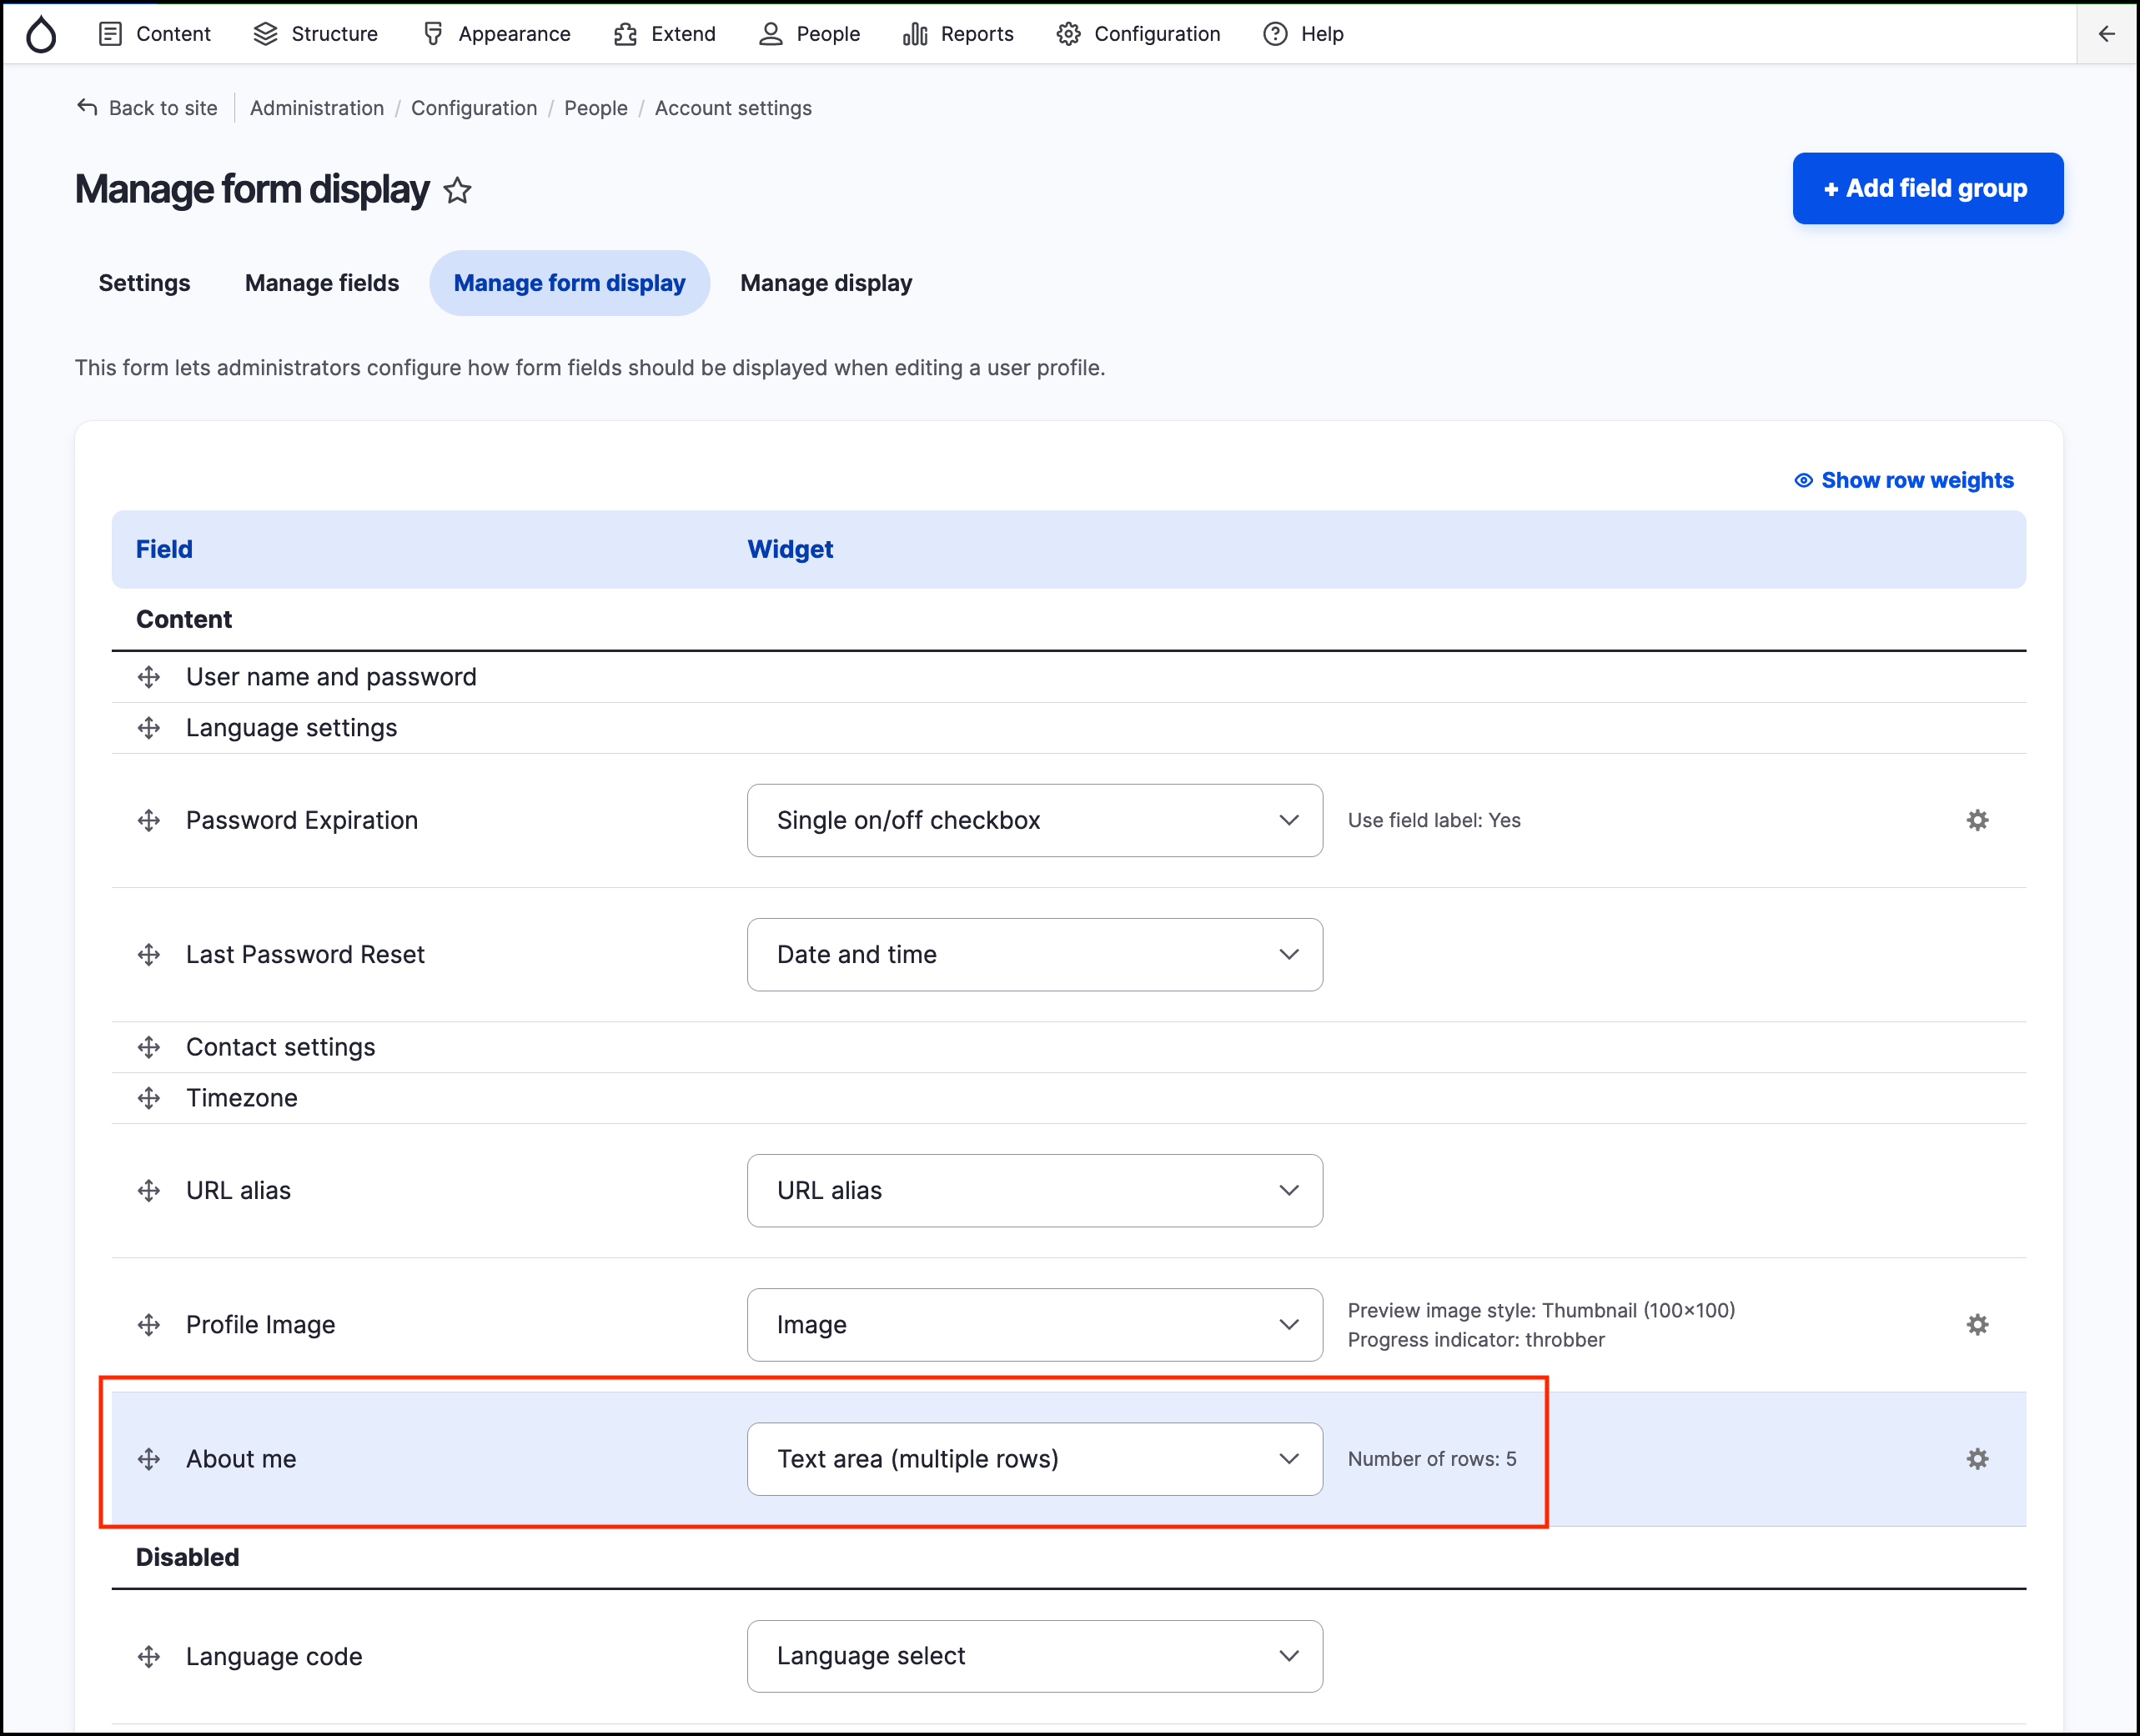 Content Structure Appearance Extend People Reports Configuration Help
Back to site Administration / Configuration / People / Account settings
Manage form display
+ Add field group
Settings Manage fields Manage form display Manage display
This form lets administrators configure how form fields should be displayed when editing a user profile.
Show row weights
Field Widget
Content
User name and password
Language settings
Password Expiration Single on/off checkbox Use field label: Yes
Last Password Reset Date and time
Contact settings
Timezone
URL alias URL alias
Profile Image Image Preview image style: Thumbnail (100×100)
Progress indicator: throbber
About me Text area (multiple rows) Number of rows: 5
Disabled
Language code Language select